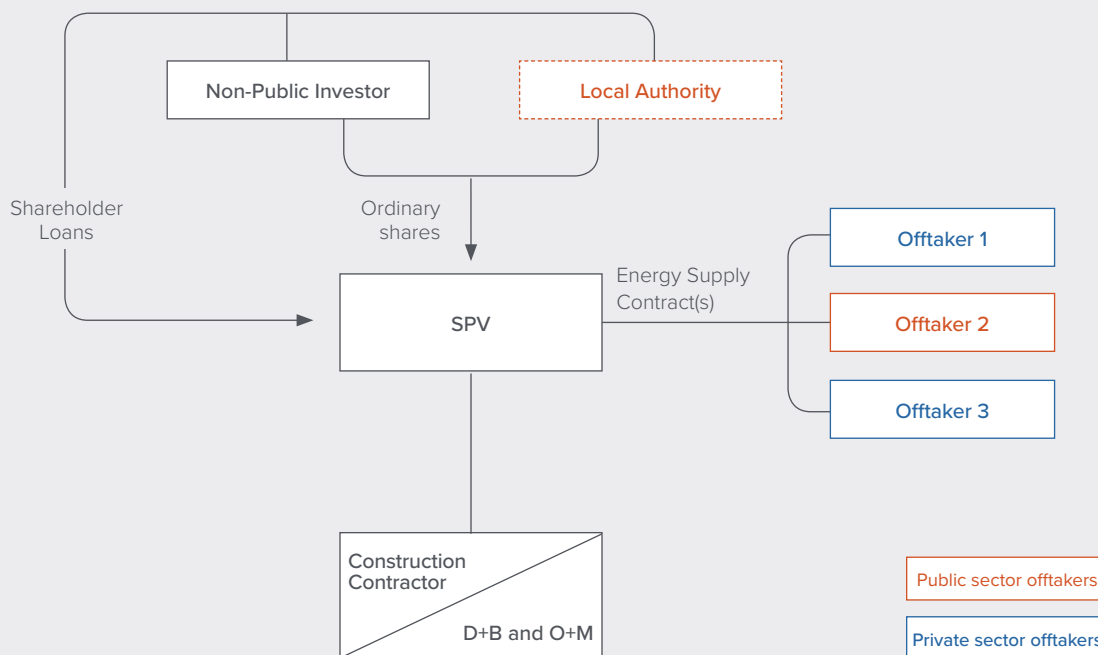 Non-Public Investor
Local Authority
Shareholder
Loans
Ordinary
shares
SPV
Energy Supply
Contract(s)
Offtaker 1
Offtaker 2
Offtaker 3
Construction
Contractor
D+B and O+M
Public sector offtakers
Private sector offtakers